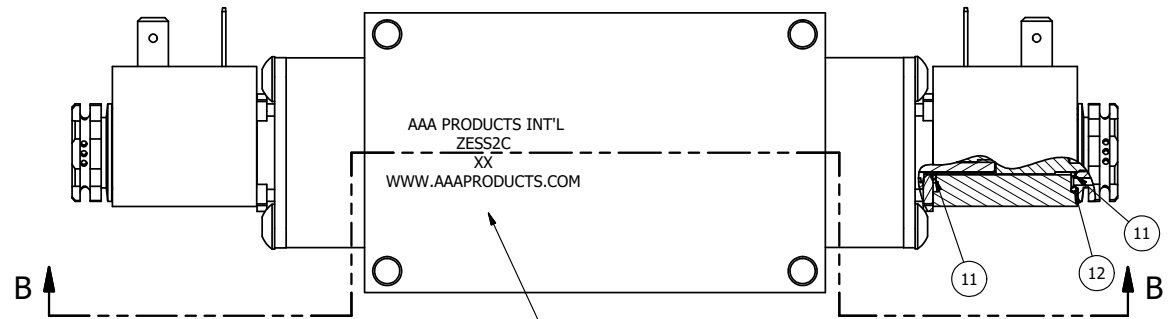 AAA PRODUCTS INT'L
ZESS2C
XX
WWW.AAAPRODUCTS.COM
11
B
11
12
B